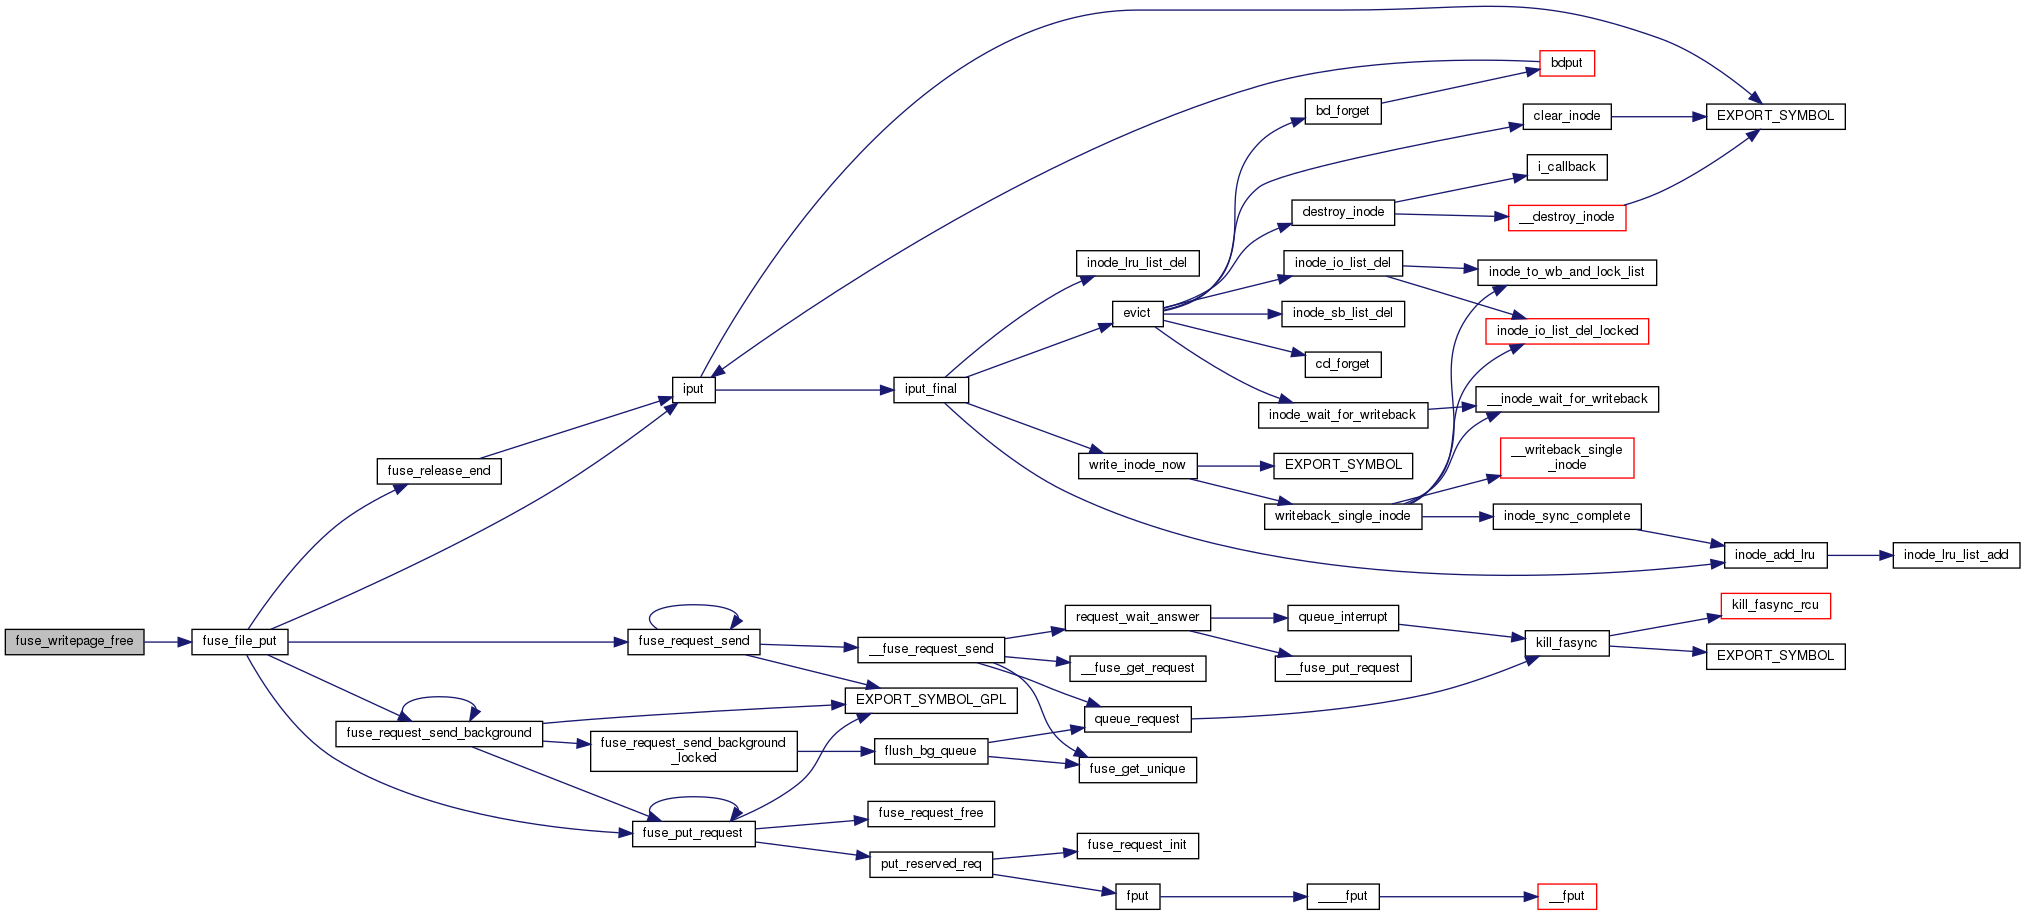 bdput
bd_forget
clear_inode
EXPORT_SYMBOL
i_callback
destroy_inode
__destroy_inode
inode_lru_list_del
inode_io_list_del
inode_to_wb_and_lock_list
evict
inode_sb_list_del
inode_io_list_del_locked
cd_forget
iput
iput_final
inode_wait_for_writeback
__inode_wait_for_writeback
fuse_release_end
write_inode_now
EXPORT_SYMBOL
__writeback_single
_inode
writeback_single_inode
inode_sync_complete
inode_add_lru
inode_lru_list_add
fuse_writepage_free
fuse_file_put
fuse_request_send
__fuse_request_send
request_wait_answer
queue_interrupt
kill_fasync_rcu
kill_fasync
EXPORT_SYMBOL
__fuse_get_request
__fuse_put_request
EXPORT_SYMBOL_GPL
queue_request
fuse_request_send_background
fuse_request_send_background
_locked
flush_bg_queue
fuse_get_unique
fuse_put_request
fuse_request_free
put_reserved_req
fuse_request_init
fput
____fput
__fput